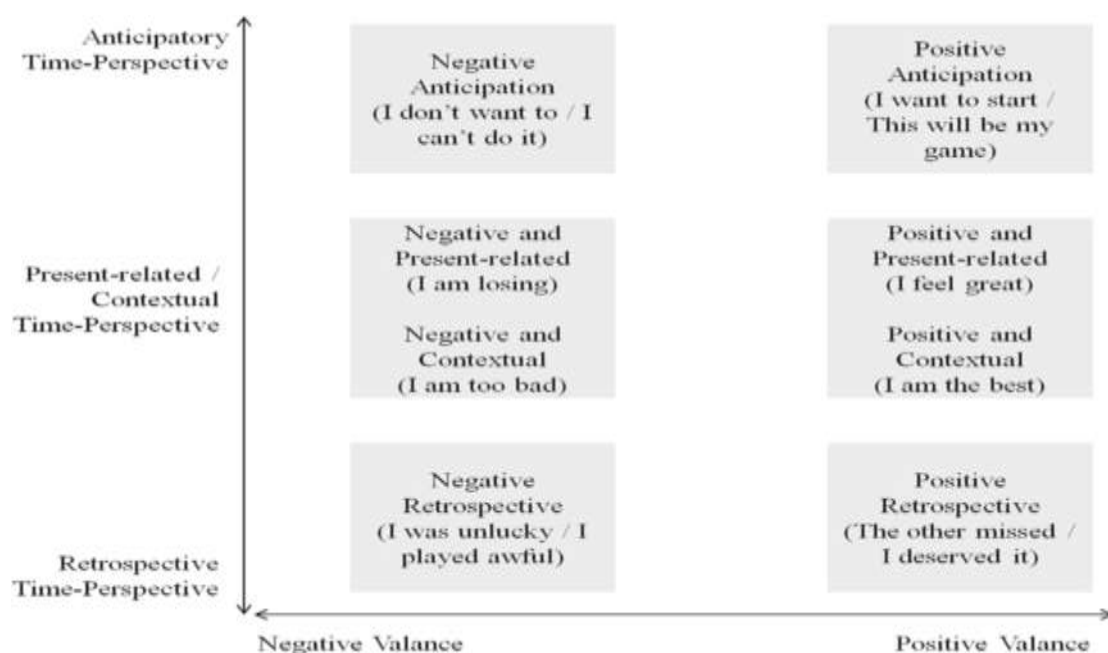 Anticipatory
Time-Perspective
Negative
Anticipation
(I don't want to / I
can't do it)
Positive
Anticipation
(I want to start /
This will be my
game)
Present-related /
Contextual
Time-Perspective
Negative and
Present-related
(I am losing)
Negative and
Contextual
(I am too bad)
Positive and
Present-related
(I feel great)
Positive and
Contextual
(I am the best)
Retrospective
Time-Perspective
Negative
Retrospective
(I was unlucky / I
played awful)
Positive
Retrospective
(The other missed /
I deserved it)
Negative Valance
Positive Valance